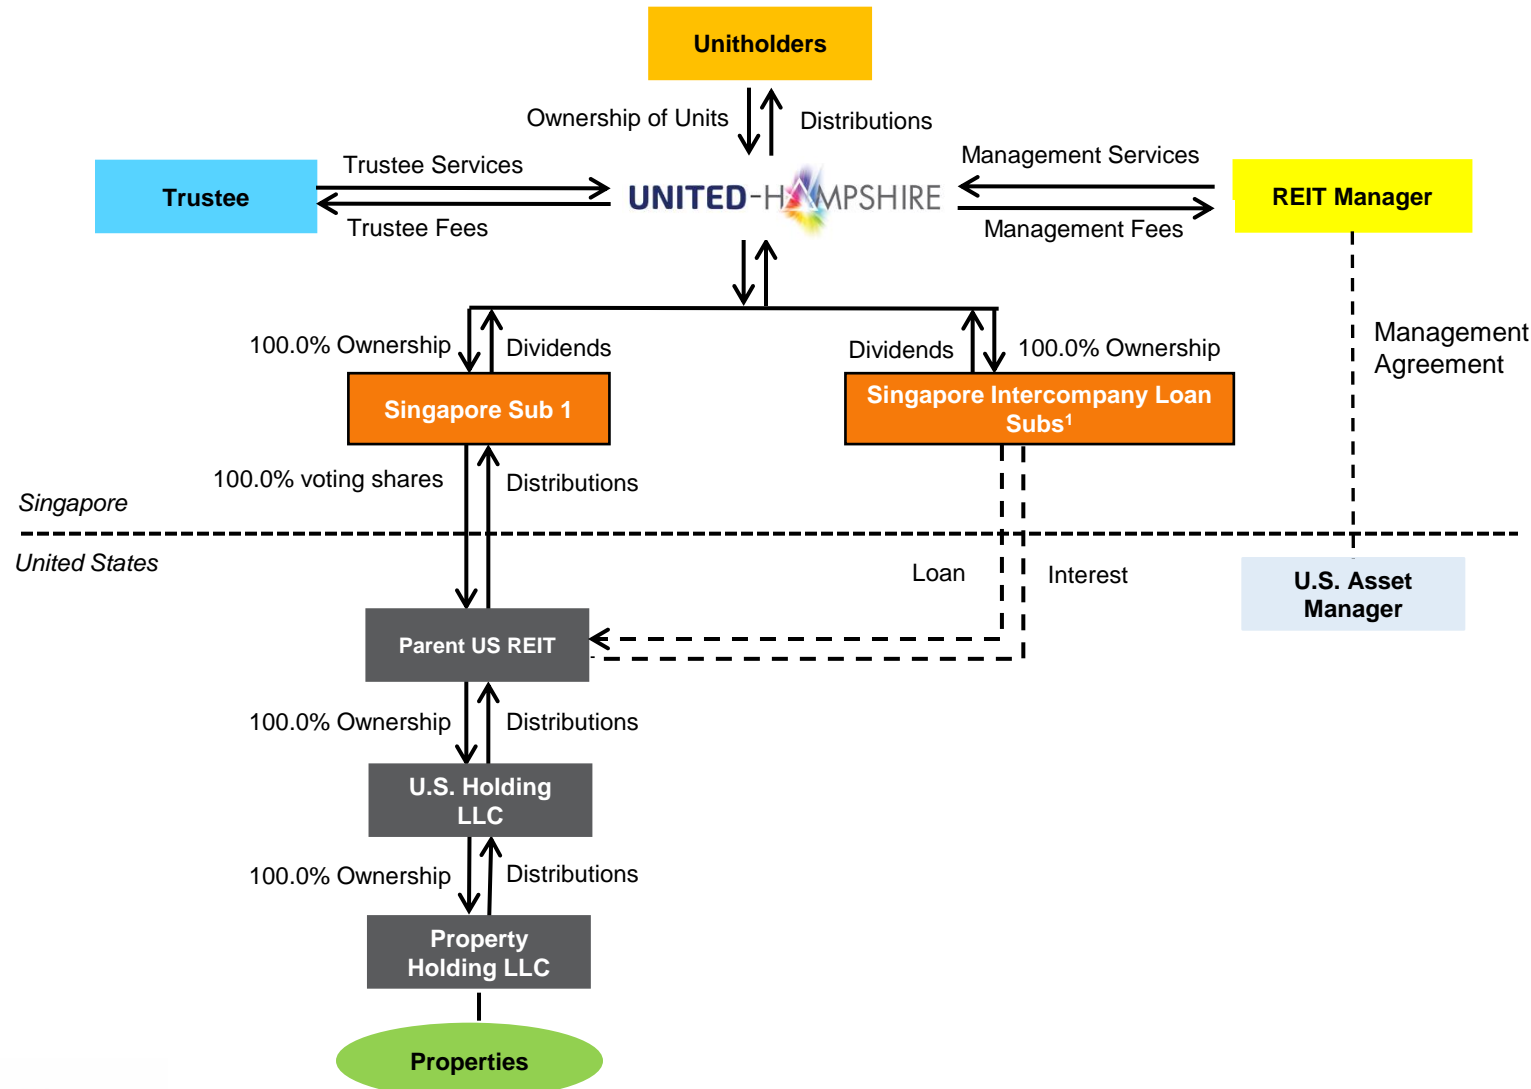 Unitholders
Ownership of Units
Distributions
Trustee
Trustee Services
Trustee Fees
UNITED-HAMPSHIRE
Management Services
Management Fees
REIT Manager
100.0% Ownership
Dividends
Dividends
100.0% Ownership
Management
Agreement
Singapore Sub 1
Singapore Intercompany Loan
Subs¹
100.0% voting shares
Distributions
Singapore
United States
Loan
Interest
U.S. Asset
Manager
Parent US REIT
100.0% Ownership
Distributions
U.S. Holding
LLC
100.0% Ownership
Distributions
Property
Holding LLC
Properties